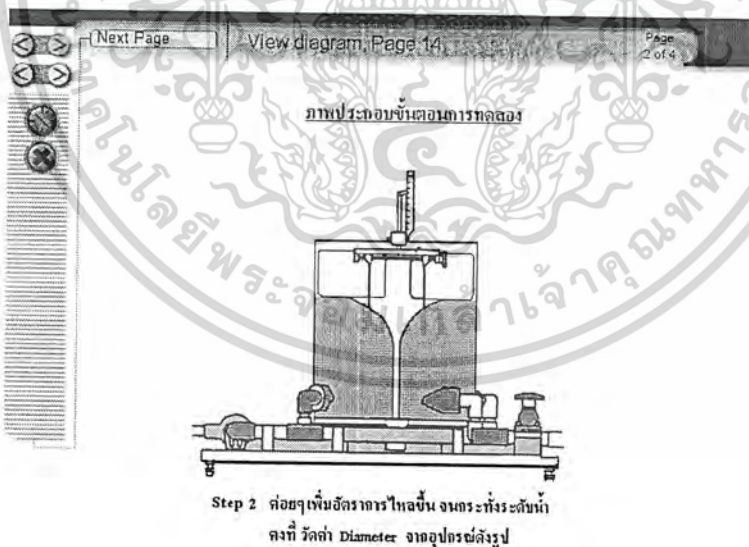 Next Page
View diagram, Page 14
Page
2 of 4
ภาพประกอบขั้นตอนการทดลอง
Step 2 ค่อยๆเพิ่มอัตราการไหลขึ้น จนกระทั่งระดับน้ำ
คงที่ วัดค่า Diameter จากอุปกรณ์ดังรูป